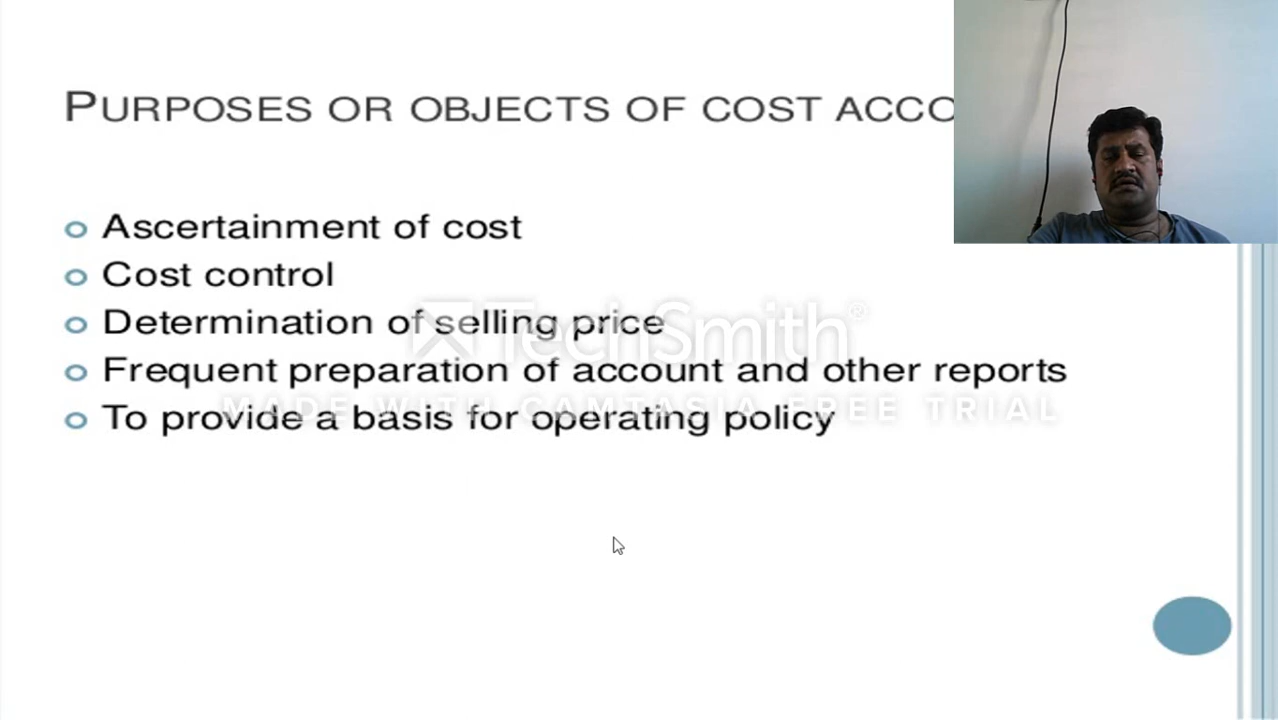 PURPOSES OR OBJECTS OF COST ACCO
Ascertainment of cost
Cost control
Determination of selling price
TechSmith®
Frequent preparation of account and other reports
MADE WITH CAMTASIA FREE TRIAL
To provide a basis for operating policy